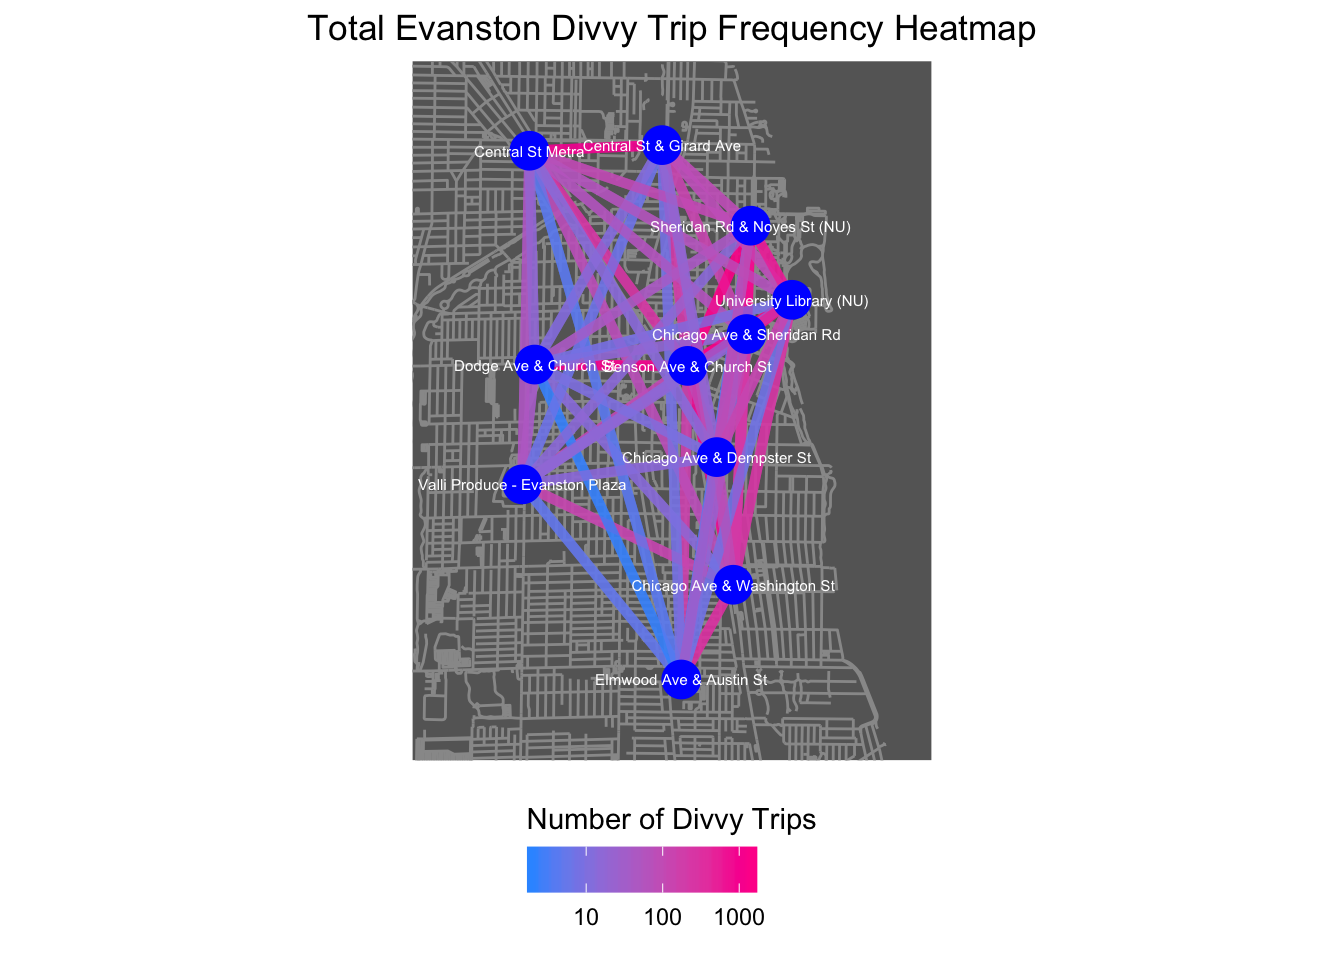 Total Evanston Divvy Trip Frequency Heatmap
Central St Metra
Central St & Girard Ave
Sheridan Rd & Noyes St (NU)
University Library (NU)
Chicago Ave & Sheridan Rd
Dodge Ave & Church St
Benson Ave & Church St
Chicago Ave & Dempster St
Valli Produce - Evanston Plaza
Chicago Ave & Washington St
Elmwood Ave & Austin St
Number of Divvy Trips
10 100 1000